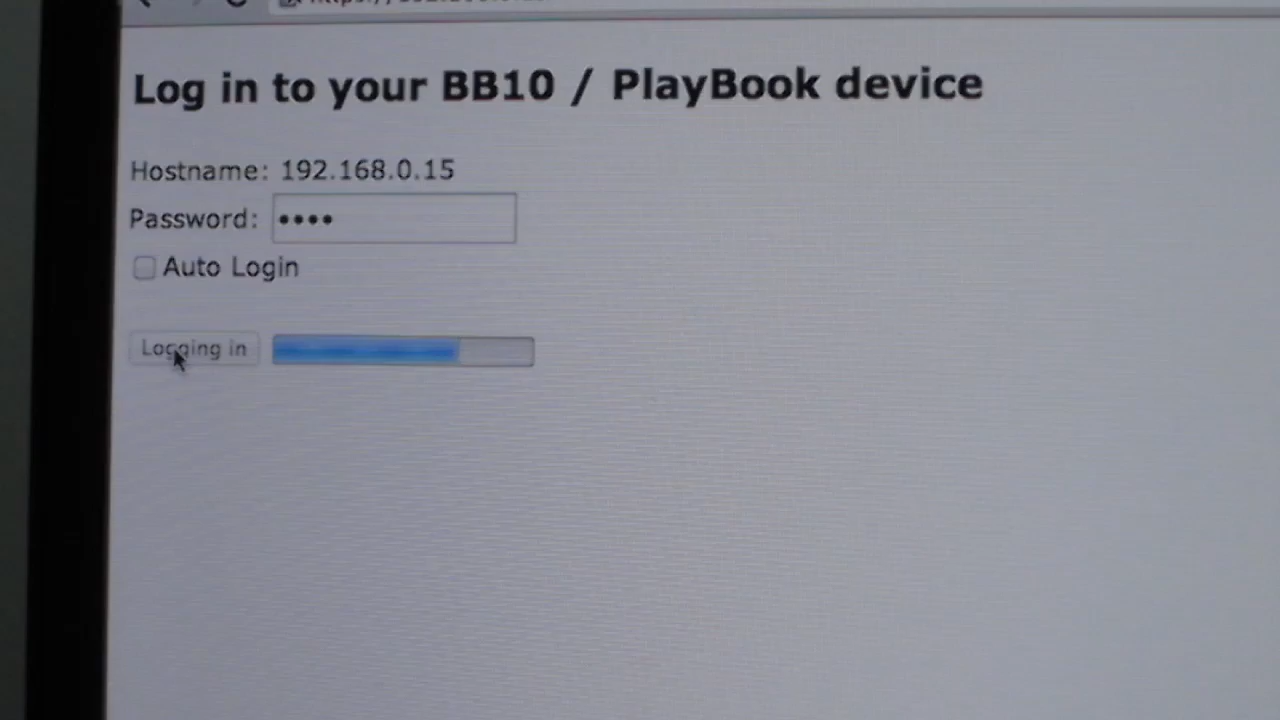 Log in to your BB10 / PlayBook device
Hostname: 192.168.0.15
Password: ••••
Auto Login
Logging in